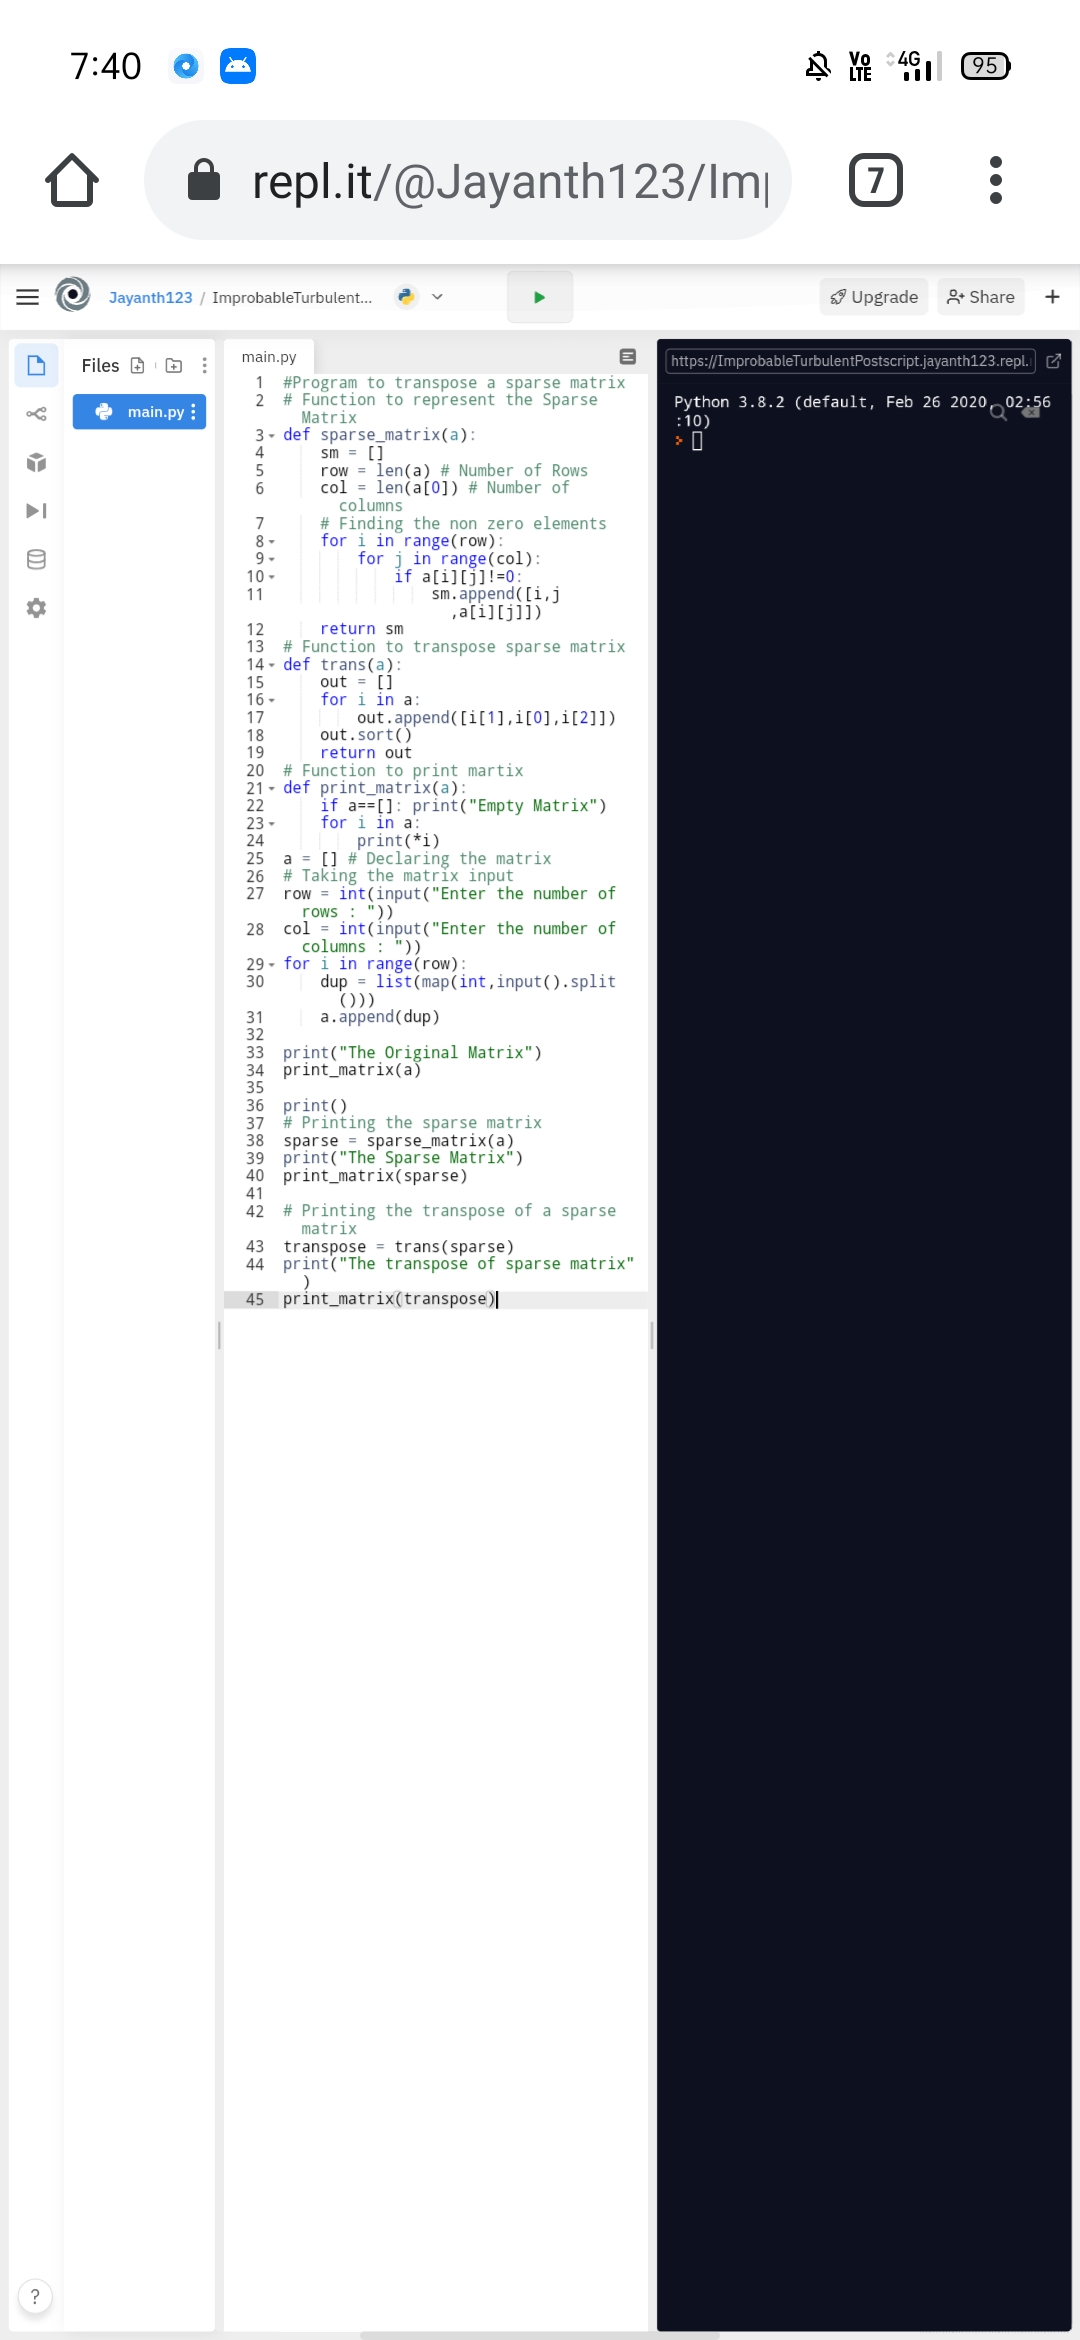 7:40
Vo LTE 4G 95
repl.it/@Jayanth123/Im
7
Jayanth123 / ImprobableTurbulent...
Upgrade
Share
+
Files
main.py
main.py
1 #Program to transpose a sparse matrix
2 # Function to represent the Sparse
Matrix
3 def sparse_matrix(a):
4 sm = []
5 row = len(a) # Number of Rows
6 col = len(a[0]) # Number of
columns
7 # Finding the non zero elements
8 for i in range(row):
9 for j in range(col):
10 if a[i][j]!=0:
11 sm.append([i,j
,a[i][j]])
12 return sm
13 # Function to transpose sparse matrix
14 def trans(a):
15 out = []
16 for i in a:
17 out.append([i[1],i[0],i[2]])
18 out.sort()
19 return out
20 # Function to print martix
21 def print_matrix(a):
22 if a==[]: print("Empty Matrix")
23 for i in a:
24 print(*i)
25 a = [] # Declaring the matrix
26 # Taking the matrix input
27 row = int(input("Enter the number of
rows : "))
28 col = int(input("Enter the number of
columns : "))
29 for i in range(row):
30 dup = list(map(int,input().split
()))
31 a.append(dup)
32
33 print("The Original Matrix")
34 print_matrix(a)
35
36 print()
37 # Printing the sparse matrix
38 sparse = sparse_matrix(a)
39 print("The Sparse Matrix")
40 print_matrix(sparse)
41
42 # Printing the transpose of a sparse
matrix
43 transpose = trans(sparse)
44 print("The transpose of sparse matrix"
)
45 print_matrix(transpose)
https://ImprobableTurbulentPostscript.jayanth123.repl.
Python 3.8.2 (default, Feb 26 2020, 02:56
:10)
>
?